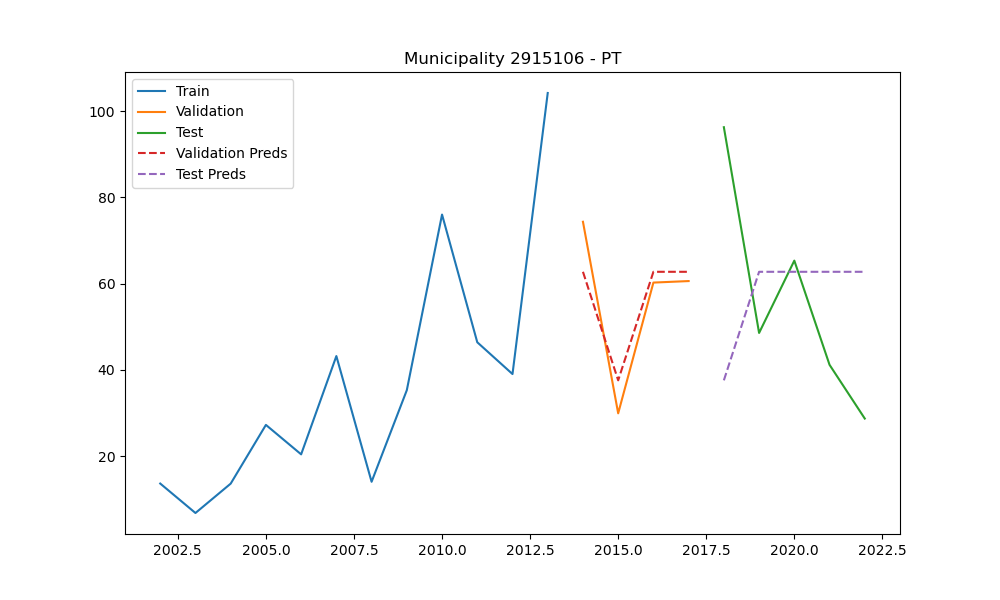 Municipality 2915106 - PT
Train
Validation
Test
Validation Preds
Test Preds
100
80
60
40
20
2002.5 2005.0 2007.5 2010.0 2012.5 2015.0 2017.5 2020.0 2022.5